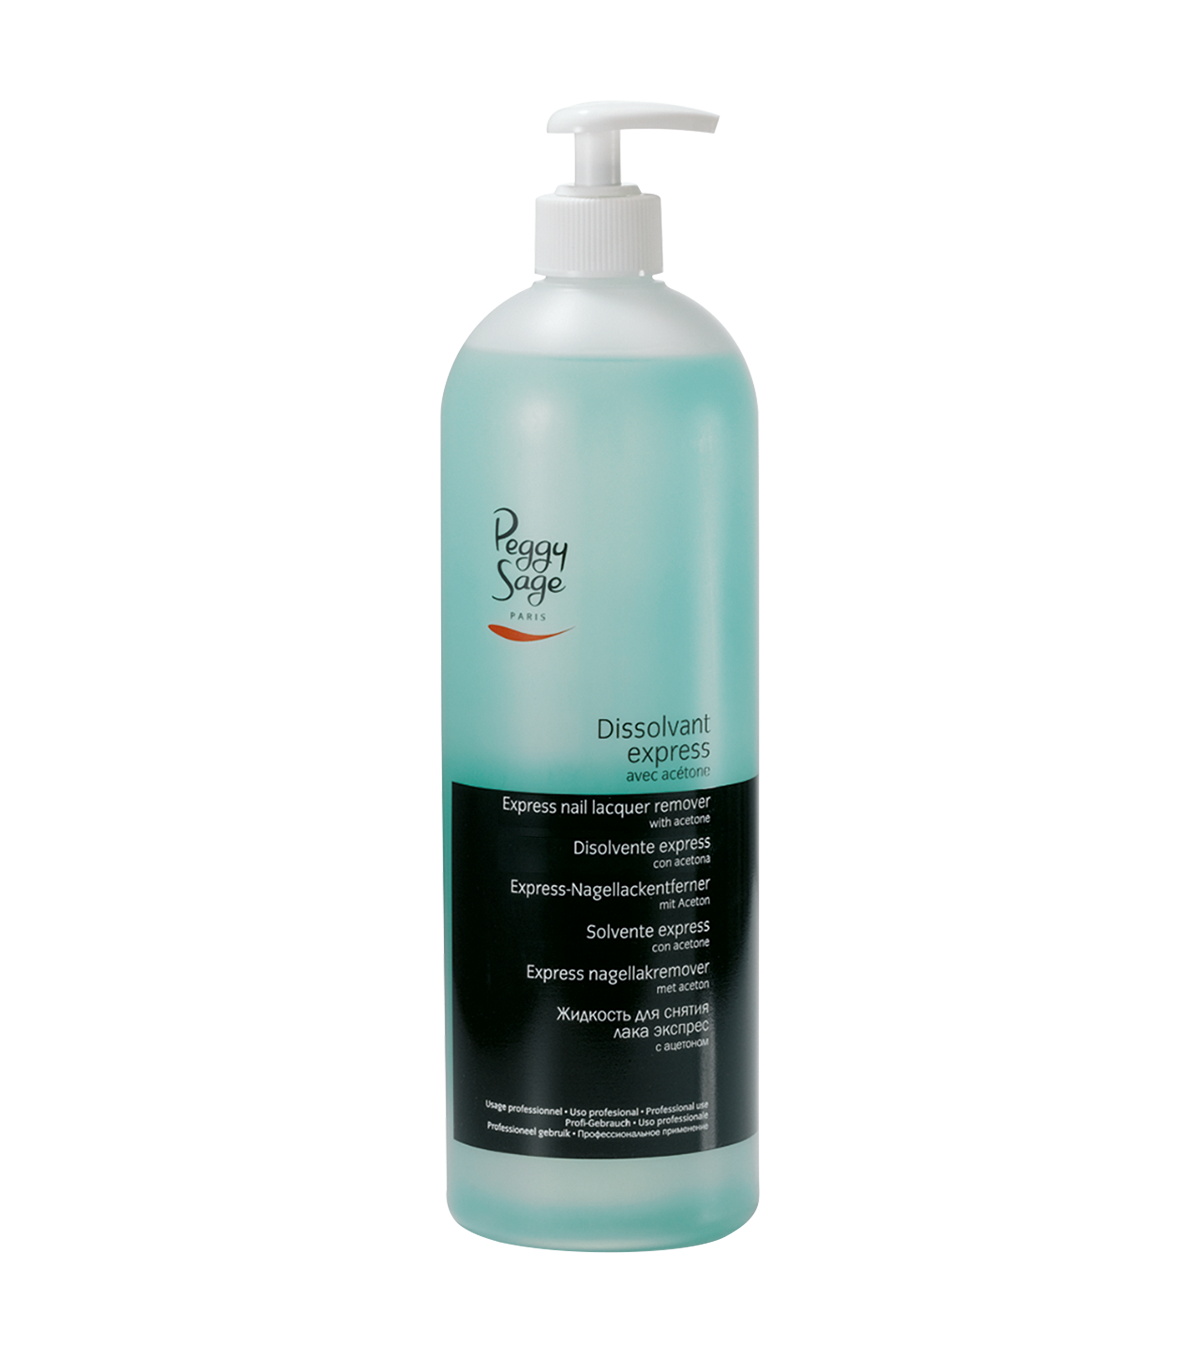 Peggy
Sage
PARIS
Dissolvant
express
avec acétone
Express nail lacquer remover
with acetone
Disolvente express
con acetona
Express-Nagellackentferner
mit Aceton
Solvente express
con acetone
Express nagellakremover
met aceton
Жидкость для снятия
лака экспрес
с ацетоном
Usage professionnel • Uso profesional • Professional use
Profi-Gebrauch • Uso professionale
Professioneel gebruik • Профессиональное применение